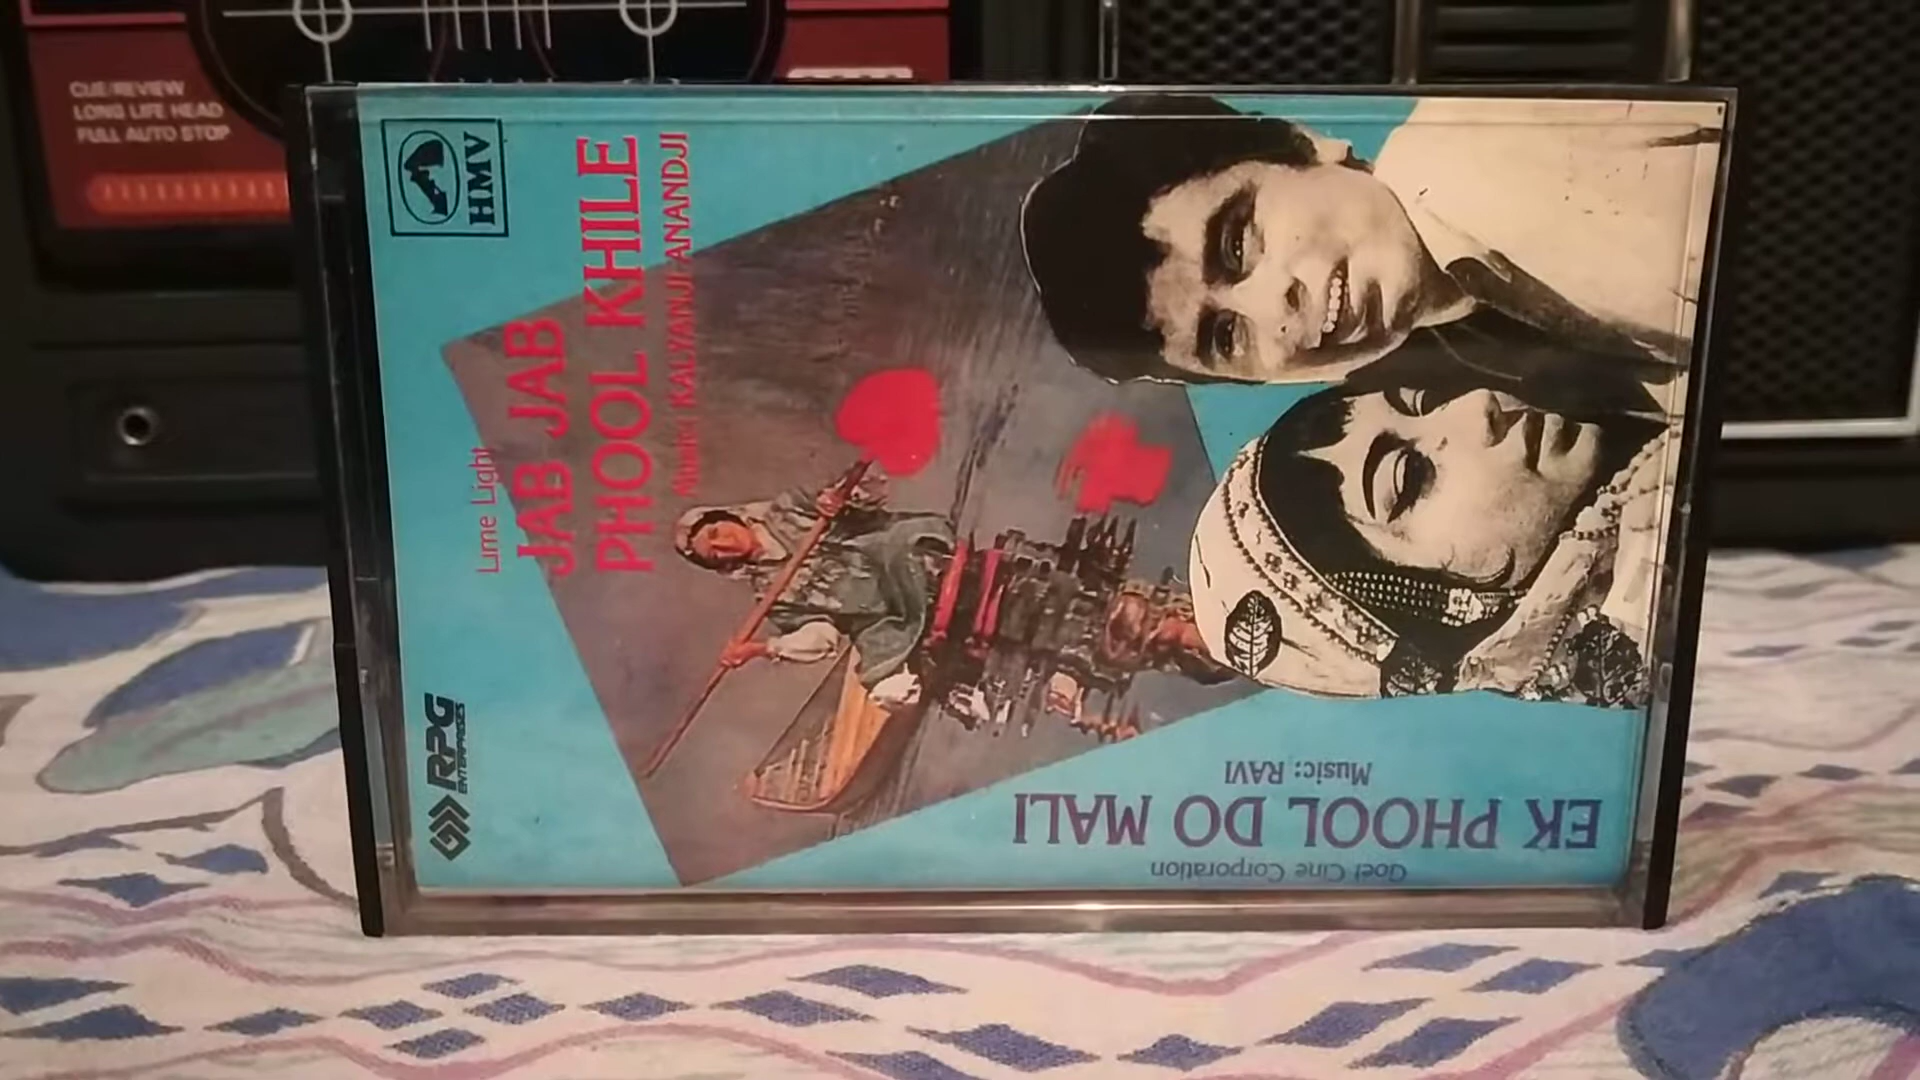 CUE/REVIEW
LONG LIFE HEAD
FULL AUTO STOP
HMV
Lime Light
JAB JAB
PHOOL KHILE
Music: KALYANJI-ANANDJI
RPG
ENTERPRISES
Goel Cine Corporation
EK PHOOL DO MALI
Music: RAVI